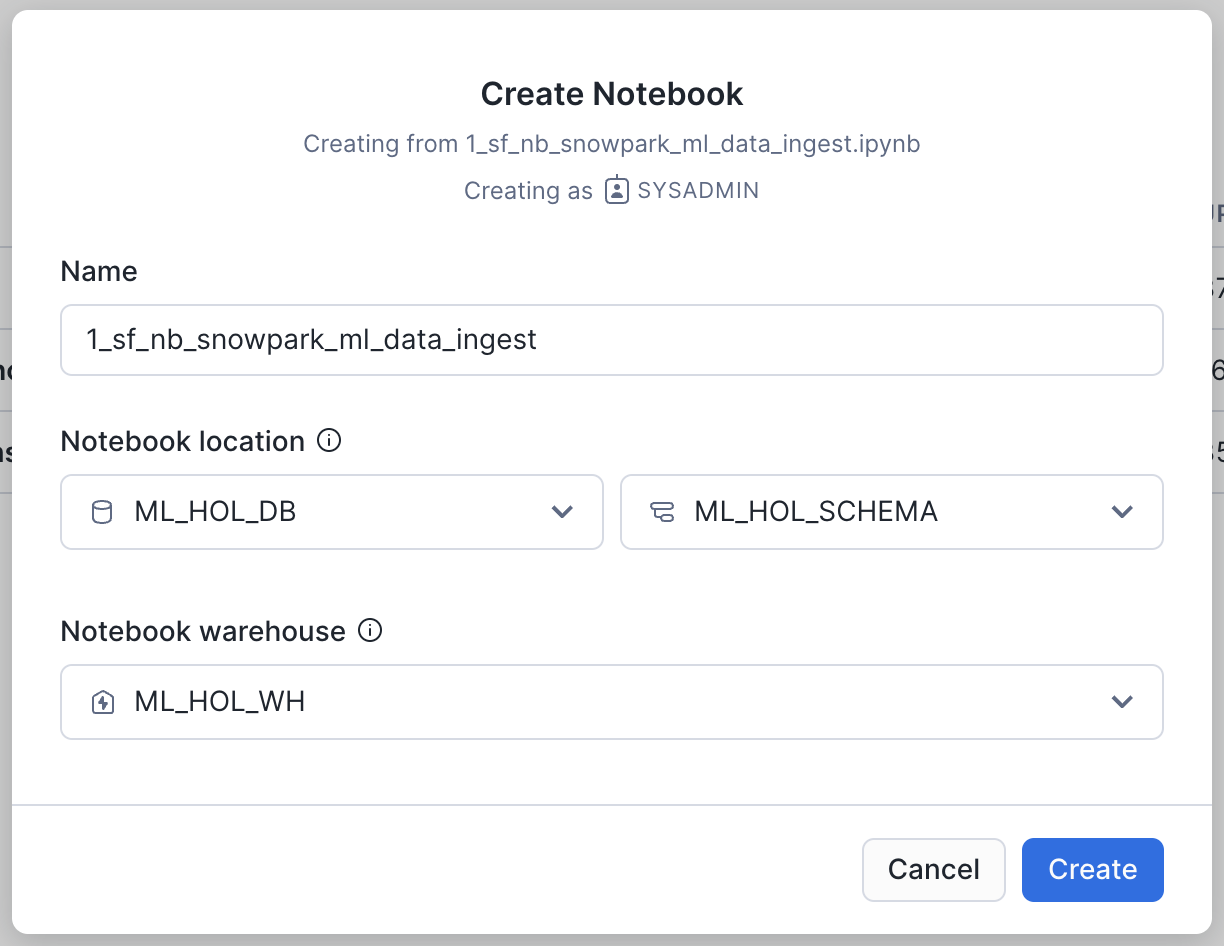 Create Notebook
Creating from 1_sf_nb_snowpark_ml_data_ingest.ipynb
Creating as SYSADMIN
Name
1_sf_nb_snowpark_ml_data_ingest
Notebook location
ML_HOL_DB ML_HOL_SCHEMA
Notebook warehouse
ML_HOL_WH
Cancel Create